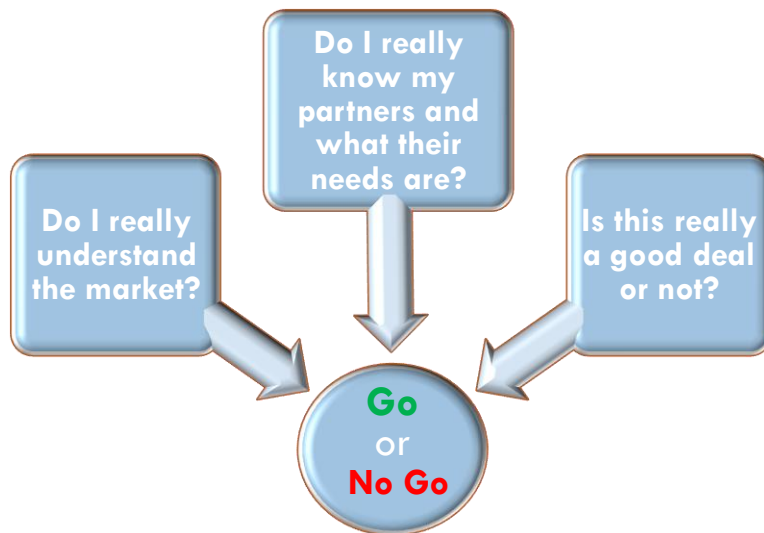 Do I really
know my
partners and
what their
needs are?
Do I really
understand
the market?
Is this really
a good deal
or not?
Go
or
No Go